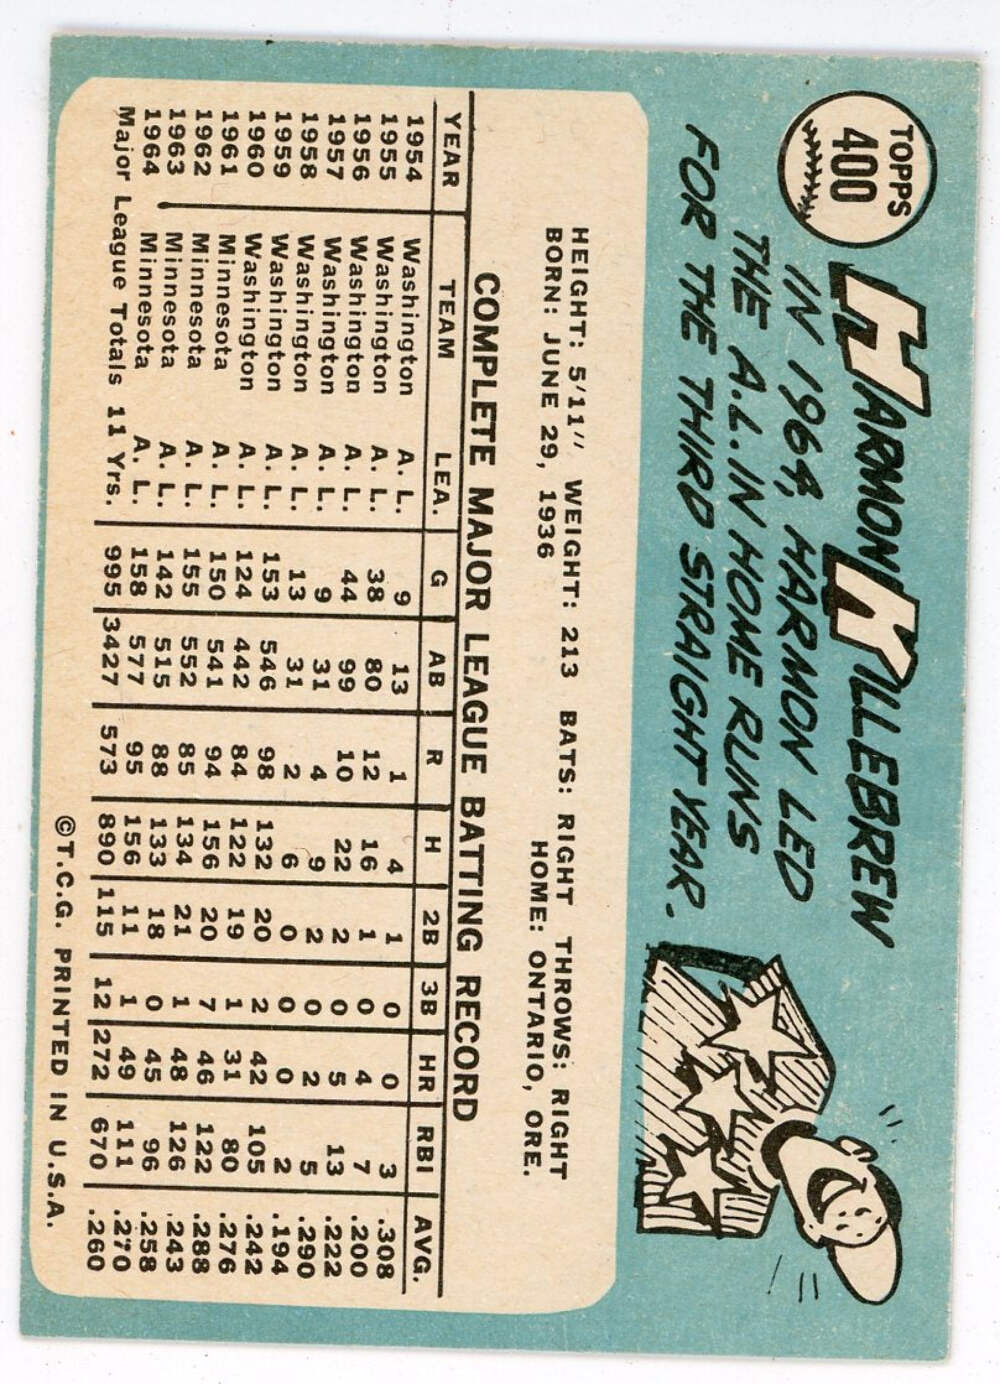 TOPPS
400
HARMON KILLEBREW
IN 1964, HARMON LED
THE A.L. IN HOME RUNS
FOR THE THIRD STRAIGHT YEAR.
HEIGHT: 5'11" WEIGHT: 213 BATS: RIGHT THROWS: RIGHT
BORN: JUNE 29, 1936 HOME: ONTARIO, ORE.
COMPLETE MAJOR LEAGUE BATTING RECORD
YEAR TEAM LEA. G AB R H 2B 3B HR RBI AVG.
1954 Washington A. L. 9 13 1 4 1 0 0 3 .308
1955 Washington A. L. 38 80 12 16 1 0 4 7 .200
1956 Washington A. L. 44 99 10 22 2 0 5 13 .222
1957 Washington A. L. 9 31 4 9 2 0 2 5 .290
1958 Washington A. L. 13 31 2 6 0 0 0 2 .194
1959 Washington A. L. 153 546 98 132 20 2 42 105 .242
1960 Washington A. L. 124 442 84 122 19 1 31 80 .276
1961 Minnesota A. L. 150 541 94 156 20 7 46 122 .288
1962 Minnesota A. L. 155 552 85 134 21 1 48 126 .243
1963 Minnesota A. L. 142 515 88 133 18 0 45 96 .258
1964 Minnesota A. L. 158 577 95 156 11 1 49 111 .270
Major League Totals 11 Yrs. 995 3427 573 890 115 12 272 670 .260
©T.C.G. PRINTED IN U.S.A.